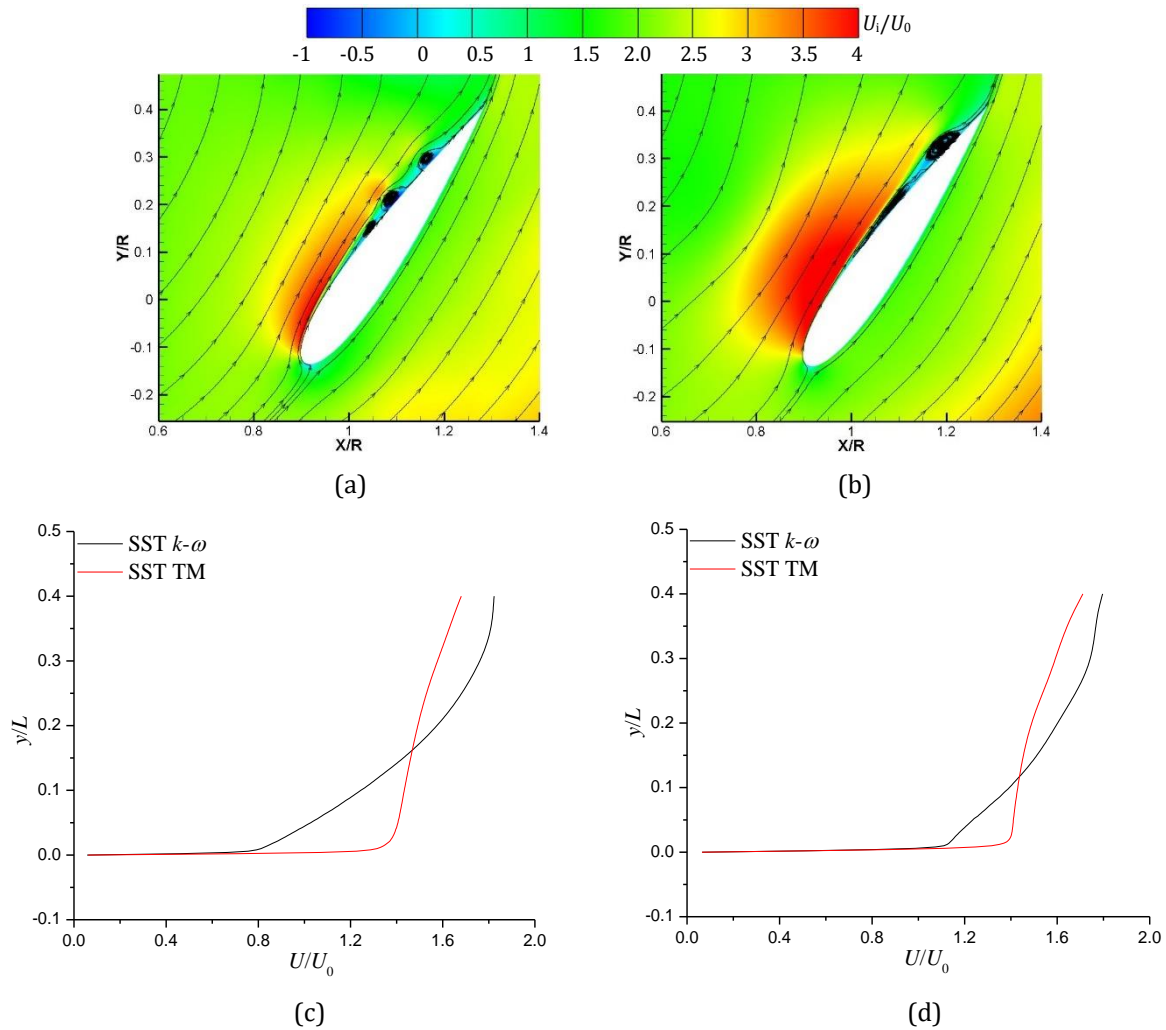 U_i/U_0
-1 -0.5 0 0.5 1 1.5 2.0 2.5 3 3.5 4
0.4
0.3
0.2
0.1
0
-0.1
-0.2
Y/R
0.6 0.8 1 1.2 1.4
X/R
(a)
0.4
0.3
0.2
0.1
0
-0.1
-0.2
Y/R
0.6 0.8 1 1.2 1.4
X/R
(b)
SST k-ω
SST TM
0.5
0.4
0.3
0.2
0.1
0.0
-0.1
y/L
0.0 0.4 0.8 1.2 1.6 2.0
U/U_0
(c)
SST k-ω
SST TM
0.5
0.4
0.3
0.2
0.1
0.0
-0.1
y/L
0.0 0.4 0.8 1.2 1.6 2.0
U/U_0
(d)